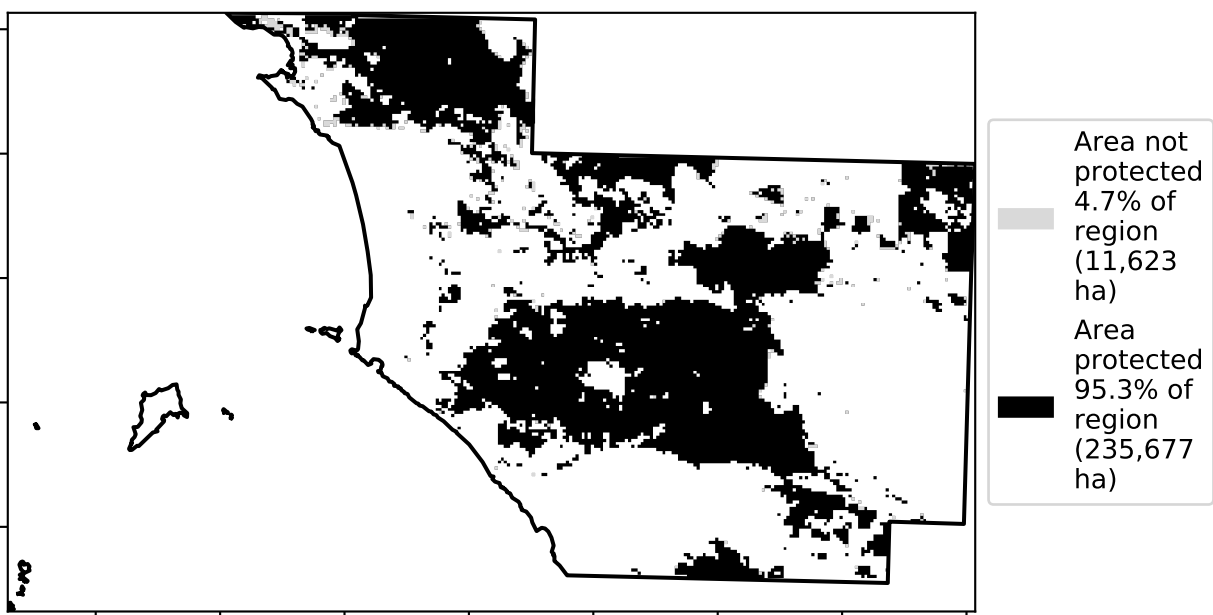 Area not
protected
4.7% of
region
(11,623
ha)
Area
protected
95.3% of
region
(235,677
ha)